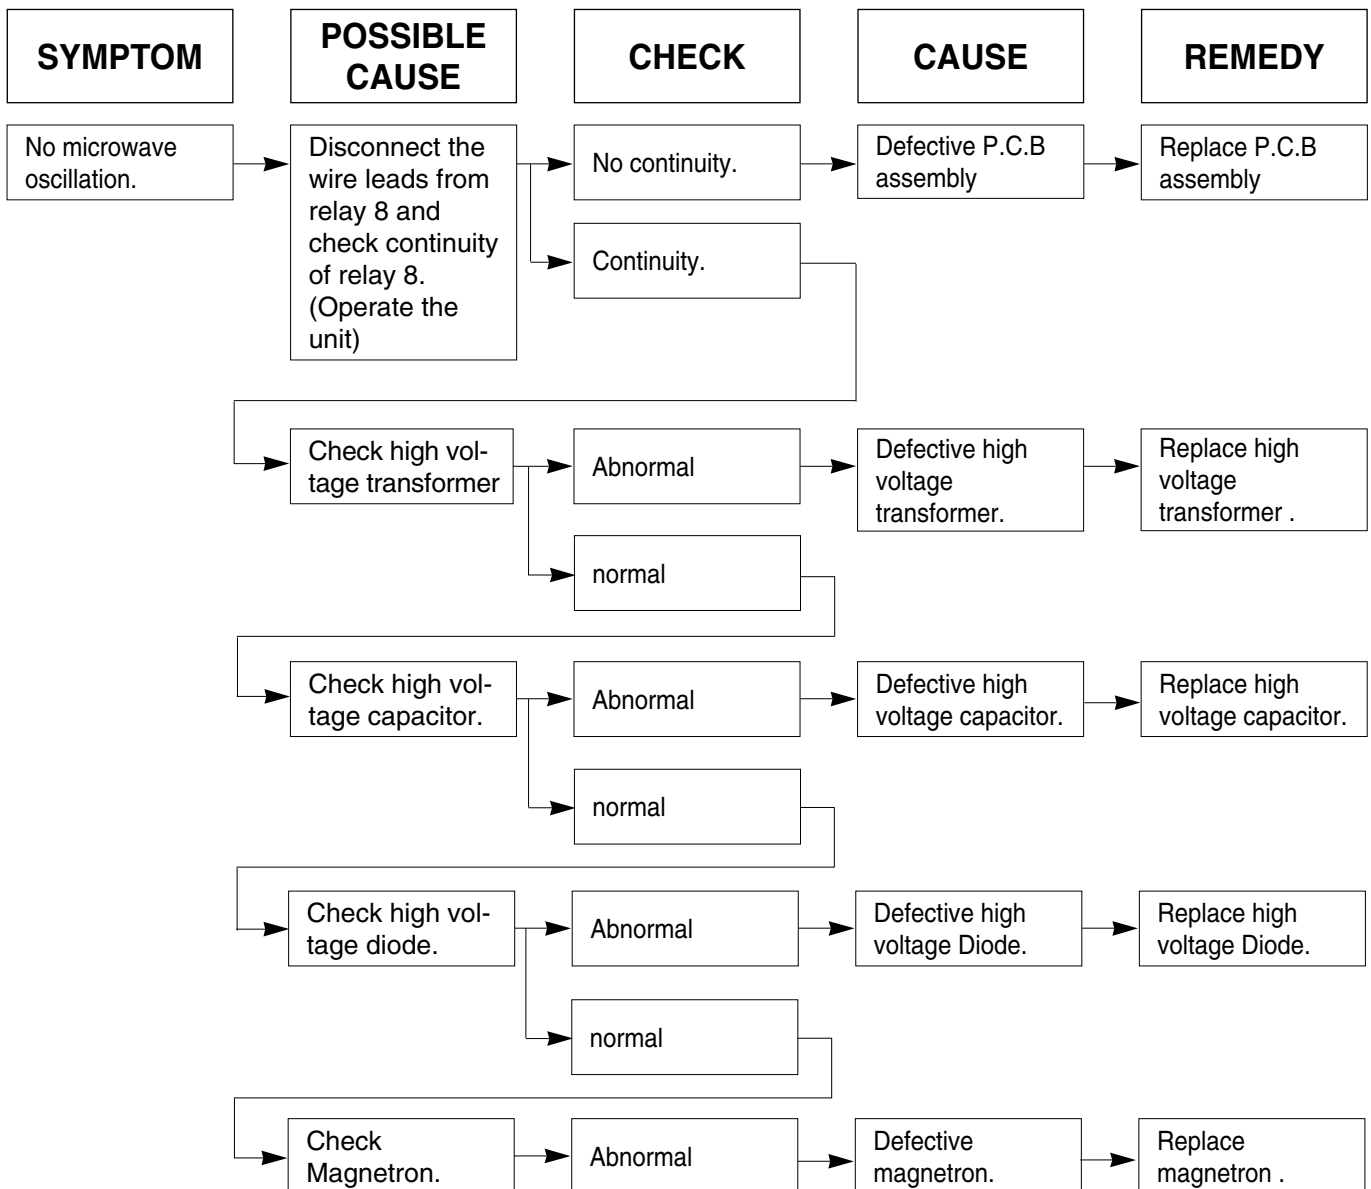 SYMPTOM
POSSIBLE
CAUSE
CHECK
CAUSE
REMEDY
No microwave
oscillation.
Disconnect the
wire leads from
relay 8 and
check continuity
of relay 8.
(Operate the
unit)
No continuity.
Defective P.C.B
assembly
Replace P.C.B
assembly
Continuity.
Check high vol-
tage transformer
Abnormal
Defective high
voltage
transformer.
Replace high
voltage
transformer .
normal
Check high vol-
tage capacitor.
Abnormal
Defective high
voltage capacitor.
Replace high
voltage capacitor.
normal
Check high vol-
tage diode.
Abnormal
Defective high
voltage Diode.
Replace high
voltage Diode.
normal
Check
Magnetron.
Abnormal
Defective
magnetron.
Replace
magnetron .